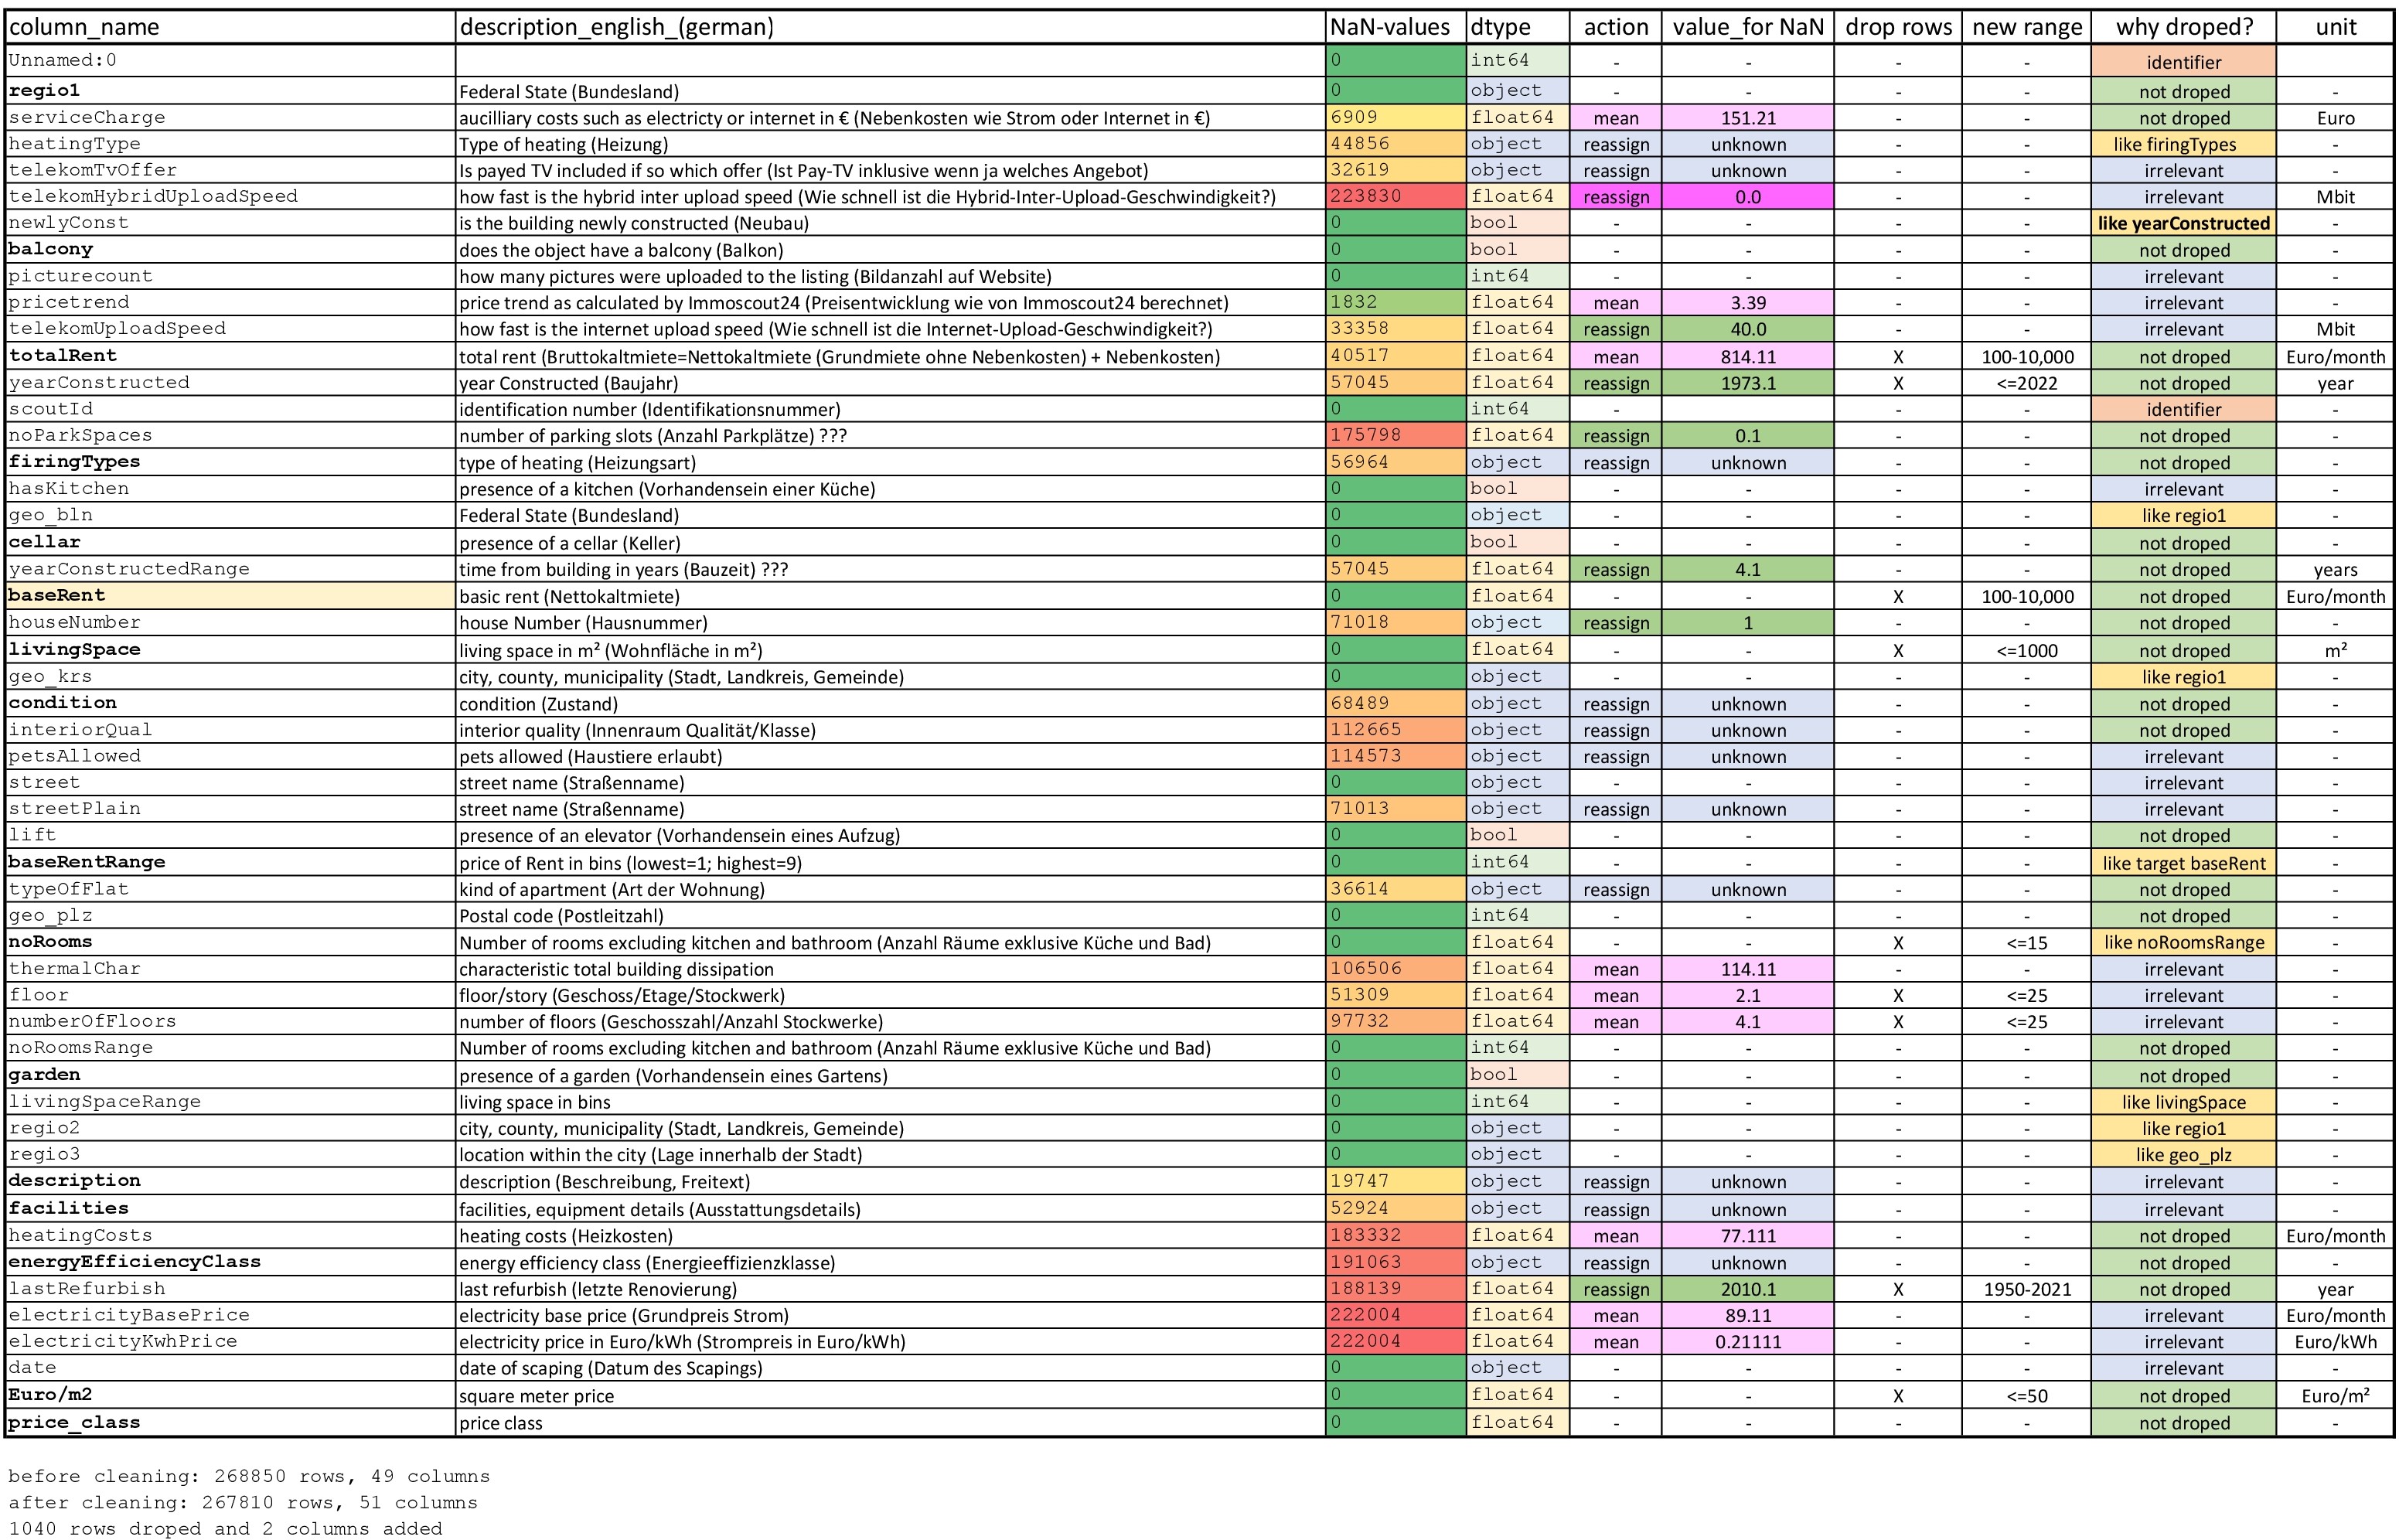 column_name description_english_(german) NaN-values dtype action value_for NaN drop rows new range why droped? unit
Unnamed:0 0 int64 - - - - identifier
regio1 Federal State (Bundesland) 0 object - - - - not droped -
serviceCharge aucilliary costs such as electricty or internet in € (Nebenkosten wie Strom oder Internet in €) 6909 float64 mean 151.21 - - not droped Euro
heatingType Type of heating (Heizung) 44856 object reassign unknown - - like firingTypes -
telekomTvOffer Is payed TV included if so which offer (Ist Pay-TV inklusive wenn ja welches Angebot) 32619 object reassign unknown - - irrelevant -
telekomHybridUploadSpeed how fast is the hybrid inter upload speed (Wie schnell ist die Hybrid-Inter-Upload-Geschwindigkeit?) 223830 float64 reassign 0.0 - - irrelevant Mbit
newlyConst is the building newly constructed (Neubau) 0 bool - - - - like yearConstructed -
balcony does the object have a balcony (Balkon) 0 bool - - - - not droped -
picturecount how many pictures were uploaded to the listing (Bildanzahl auf Website) 0 int64 - - - - irrelevant -
pricetrend price trend as calculated by Immoscout24 (Preisentwicklung wie von Immoscout24 berechnet) 1832 float64 mean 3.39 - - irrelevant -
telekomUploadSpeed how fast is the internet upload speed (Wie schnell ist die Internet-Upload-Geschwindigkeit?) 33358 float64 reassign 40.0 - - irrelevant Mbit
totalRent total rent (Bruttokaltmiete=Nettokaltmiete (Grundmiete ohne Nebenkosten) + Nebenkosten) 40517 float64 mean 814.11 X 100-10,000 not droped Euro/month
yearConstructed year Constructed (Baujahr) 57045 float64 reassign 1973.1 X <=2022 not droped year
scoutId identification number (Identifikationsnummer) 0 int64 - - - identifier -
noParkSpaces number of parking slots (Anzahl Parkplätze) ??? 175798 float64 reassign 0.1 - - not droped -
firingTypes type of heating (Heizungsart) 56964 object reassign unknown - - not droped -
hasKitchen presence of a kitchen (Vorhandensein einer Küche) 0 bool - - - - irrelevant -
geo_bln Federal State (Bundesland) 0 object - - - - like regio1 -
cellar presence of a cellar (Keller) 0 bool - - - - not droped -
yearConstructedRange time from building in years (Bauzeit) ??? 57045 float64 reassign 4.1 - - not droped years
baseRent basic rent (Nettokaltmiete) 0 float64 - - X 100-10,000 not droped Euro/month
houseNumber house Number (Hausnummer) 71018 object reassign 1 - - not droped -
livingSpace living space in m² (Wohnfläche in m²) 0 float64 - - X <=1000 not droped m²
geo_krs city, county, municipality (Stadt, Landkreis, Gemeinde) 0 object - - - - like regio1 -
condition condition (Zustand) 68489 object reassign unknown - - not droped -
interiorQual interior quality (Innenraum Qualität/Klasse) 112665 object reassign unknown - - not droped -
petsAllowed pets allowed (Haustiere erlaubt) 114573 object reassign unknown - - irrelevant -
street street name (Straßenname) 0 object - - - - irrelevant -
streetPlain street name (Straßenname) 71013 object reassign unknown - - irrelevant -
lift presence of an elevator (Vorhandensein eines Aufzug) 0 bool - - - - not droped -
baseRentRange price of Rent in bins (lowest=1; highest=9) 0 int64 - - - - like target baseRent -
typeOfFlat kind of apartment (Art der Wohnung) 36614 object reassign unknown - - not droped -
geo_plz Postal code (Postleitzahl) 0 int64 - - - - not droped -
noRooms Number of rooms excluding kitchen and bathroom (Anzahl Räume exklusive Küche und Bad) 0 float64 - - X <=15 like noRoomsRange -
thermalChar characteristic total building dissipation 106506 float64 mean 114.11 - - irrelevant -
floor floor/story (Geschoss/Etage/Stockwerk) 51309 float64 mean 2.1 X <=25 irrelevant -
numberOfFloors number of floors (Geschosszahl/Anzahl Stockwerke) 97732 float64 mean 4.1 X <=25 irrelevant -
noRoomsRange Number of rooms excluding kitchen and bathroom (Anzahl Räume exklusive Küche und Bad) 0 int64 - - - - not droped -
garden presence of a garden (Vorhandensein eines Gartens) 0 bool - - - - not droped -
livingSpaceRange living space in bins 0 int64 - - - - like livingSpace -
regio2 city, county, municipality (Stadt, Landkreis, Gemeinde) 0 object - - - - like regio1 -
regio3 location within the city (Lage innerhalb der Stadt) 0 object - - - - like geo_plz -
description description (Beschreibung, Freitext) 19747 object reassign unknown - - irrelevant -
facilities facilities, equipment details (Ausstattungsdetails) 52924 object reassign unknown - - irrelevant -
heatingCosts heating costs (Heizkosten) 183332 float64 mean 77.111 - - not droped Euro/month
energyEfficiencyClass energy efficiency class (Energieeffizienzklasse) 191063 object reassign unknown - - not droped -
lastRefurbish last refurbish (letzte Renovierung) 188139 float64 reassign 2010.1 X 1950-2021 not droped year
electricityBasePrice electricity base price (Grundpreis Strom) 222004 float64 mean 89.11 - - irrelevant Euro/month
electricityKwhPrice electricity price in Euro/kWh (Strompreis in Euro/kWh) 222004 float64 mean 0.21111 - - irrelevant Euro/kWh
date date of scaping (Datum des Scapings) 0 object - - - - irrelevant -
Euro/m2 square meter price 0 float64 - - X <=50 not droped Euro/m²
price_class price class 0 float64 - - - - not droped -
before cleaning: 268850 rows, 49 columns
after cleaning: 267810 rows, 51 columns
1040 rows droped and 2 columns added